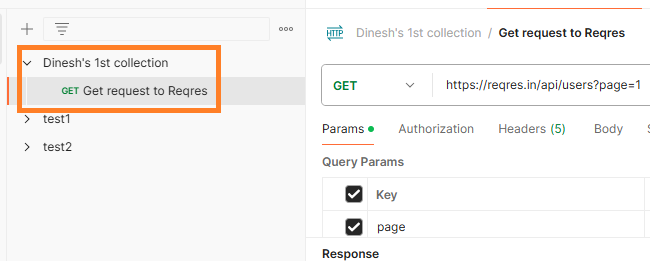 Dinesh's 1st collection
GET Get request to Reqres
test1
test2
HTTP Dinesh's 1st collection / Get request to Reqres
GET https://reqres.in/api/users?page=1
Params Authorization Headers (5) Body S
Query Params
Key
page
Response